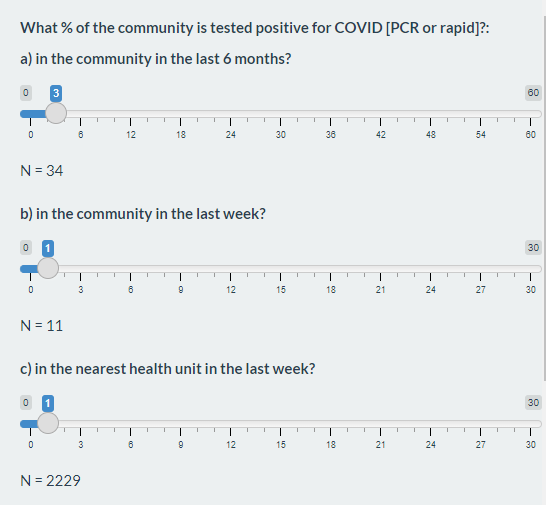 What % of the community is tested positive for COVID [PCR or rapid]?:
a) in the community in the last 6 months?
0 3 60
0 6 12 18 24 30 36 42 48 54 60
N = 34
b) in the community in the last week?
0 1 30
0 3 6 9 12 15 18 21 24 27 30
N = 11
c) in the nearest health unit in the last week?
0 1 30
0 3 6 9 12 15 18 21 24 27 30
N = 2229